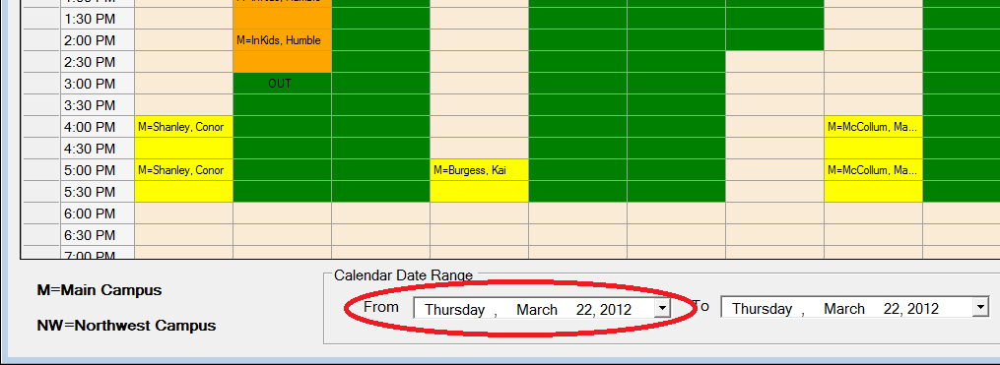 1:30 PM
2:00 PM M=InKids, Humble
2:30 PM
3:00 PM OUT
3:30 PM
4:00 PM M=Shanley, Conor M=McCollum, Ma...
4:30 PM
5:00 PM M=Shanley, Conor M=Burgess, Kai M=McCollum, Ma...
5:30 PM
6:00 PM
6:30 PM
7:00 PM
Calendar Date Range
M=Main Campus
From Thursday , March 22, 2012 To Thursday , March 22, 2012
NW=Northwest Campus